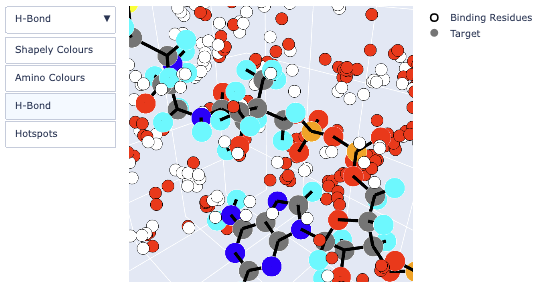 H-Bond ▼
Shapely Colours
Amino Colours
H-Bond
Hotspots
Binding Residues
Target